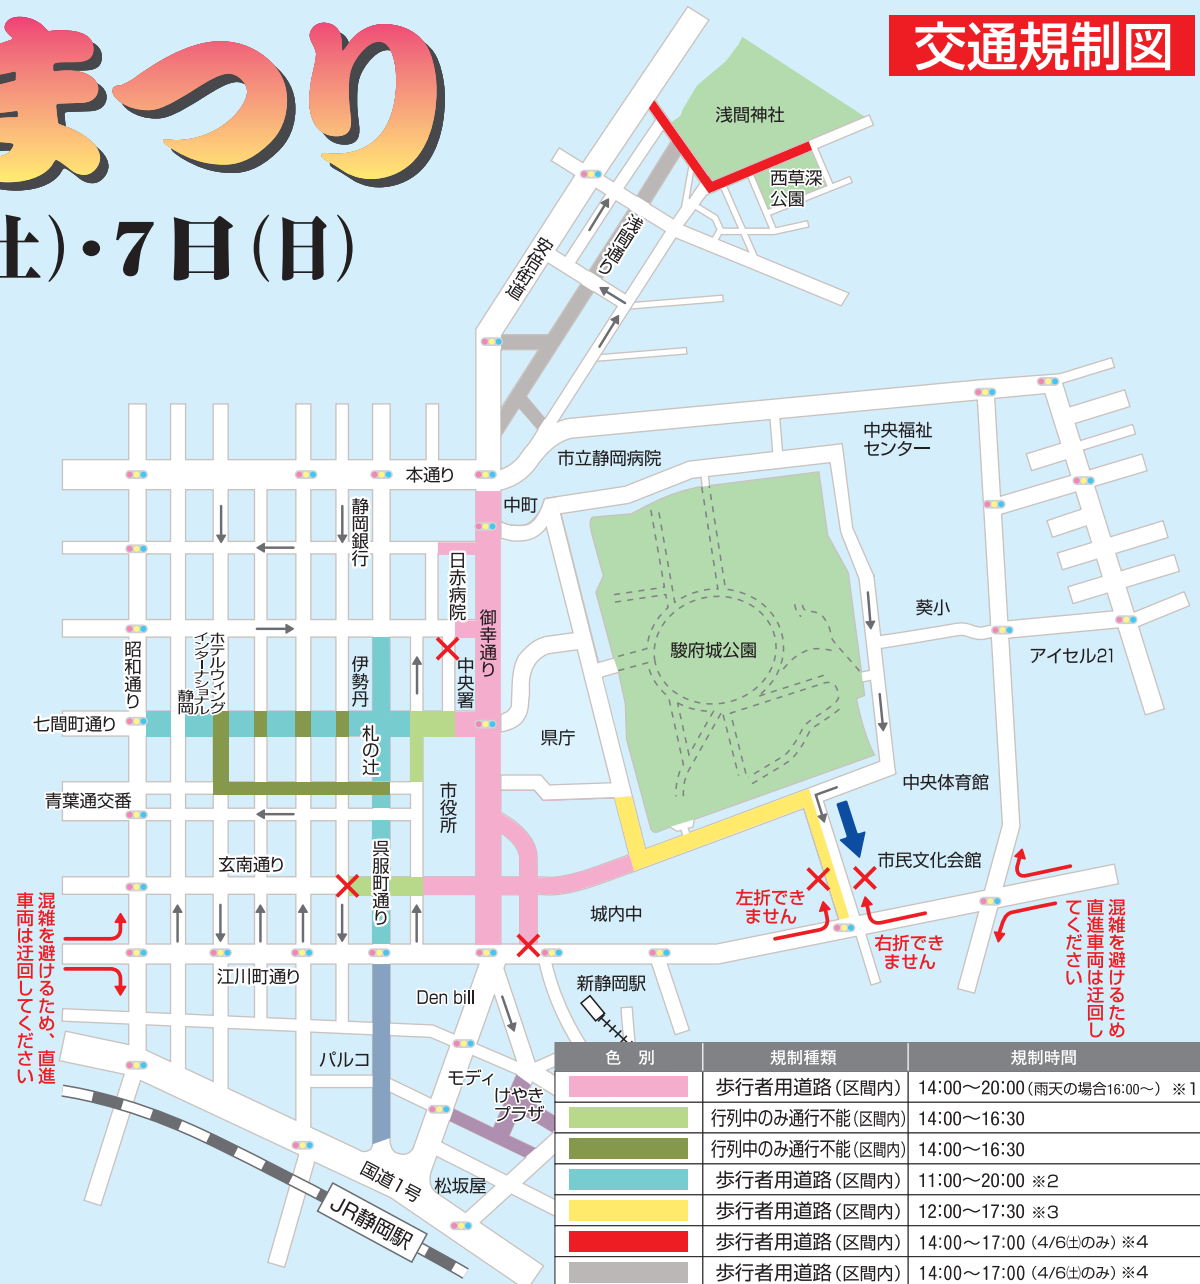 まつり
土)・7日(日)
交通規制図
浅間神社
西草深
公園
浅間通り
安倍街道
中央福祉
センター
市立静岡病院
本通り
中町
静岡銀行
日赤病院
御幸通り
葵小
アイセル21
駿府城公園
昭和通り
ホテルウィング
インターナショナル
静岡
伊勢丹
中央署
七間町通り
札の辻
県庁
中央体育館
青葉通交番
市役所
玄南通り
呉服町通り
市民文化会館
左折でき
ません
城内中
右折でき
ません
混雑を避けるため、直進
車両は迂回してください
混雑を避けるため
直進車両は迂回し
てください
江川町通り
Den bill
新静岡駅
パルコ
モディ
けやき
プラザ
国道1号
松坂屋
JR静岡駅
色 別 規制種類 規制時間
歩行者用道路(区間内) 14:00〜20:00(雨天の場合16:00〜) ※1
行列中のみ通行不能(区間内) 14:00〜16:30
行列中のみ通行不能(区間内) 14:00〜16:30
歩行者用道路(区間内) 11:00〜20:00 ※2
歩行者用道路(区間内) 12:00〜17:30 ※3
歩行者用道路(区間内) 14:00〜17:00 (4/6㈯のみ) ※4
歩行者用道路(区間内) 14:00〜17:00 (4/6㈯のみ) ※4